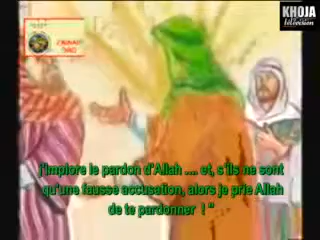 KHOJA
television
j'implore le pardon d'Allah .... et, s'ils ne sont
qu'une fausse accusation, alors je prie Allah
de te pardonner ! "